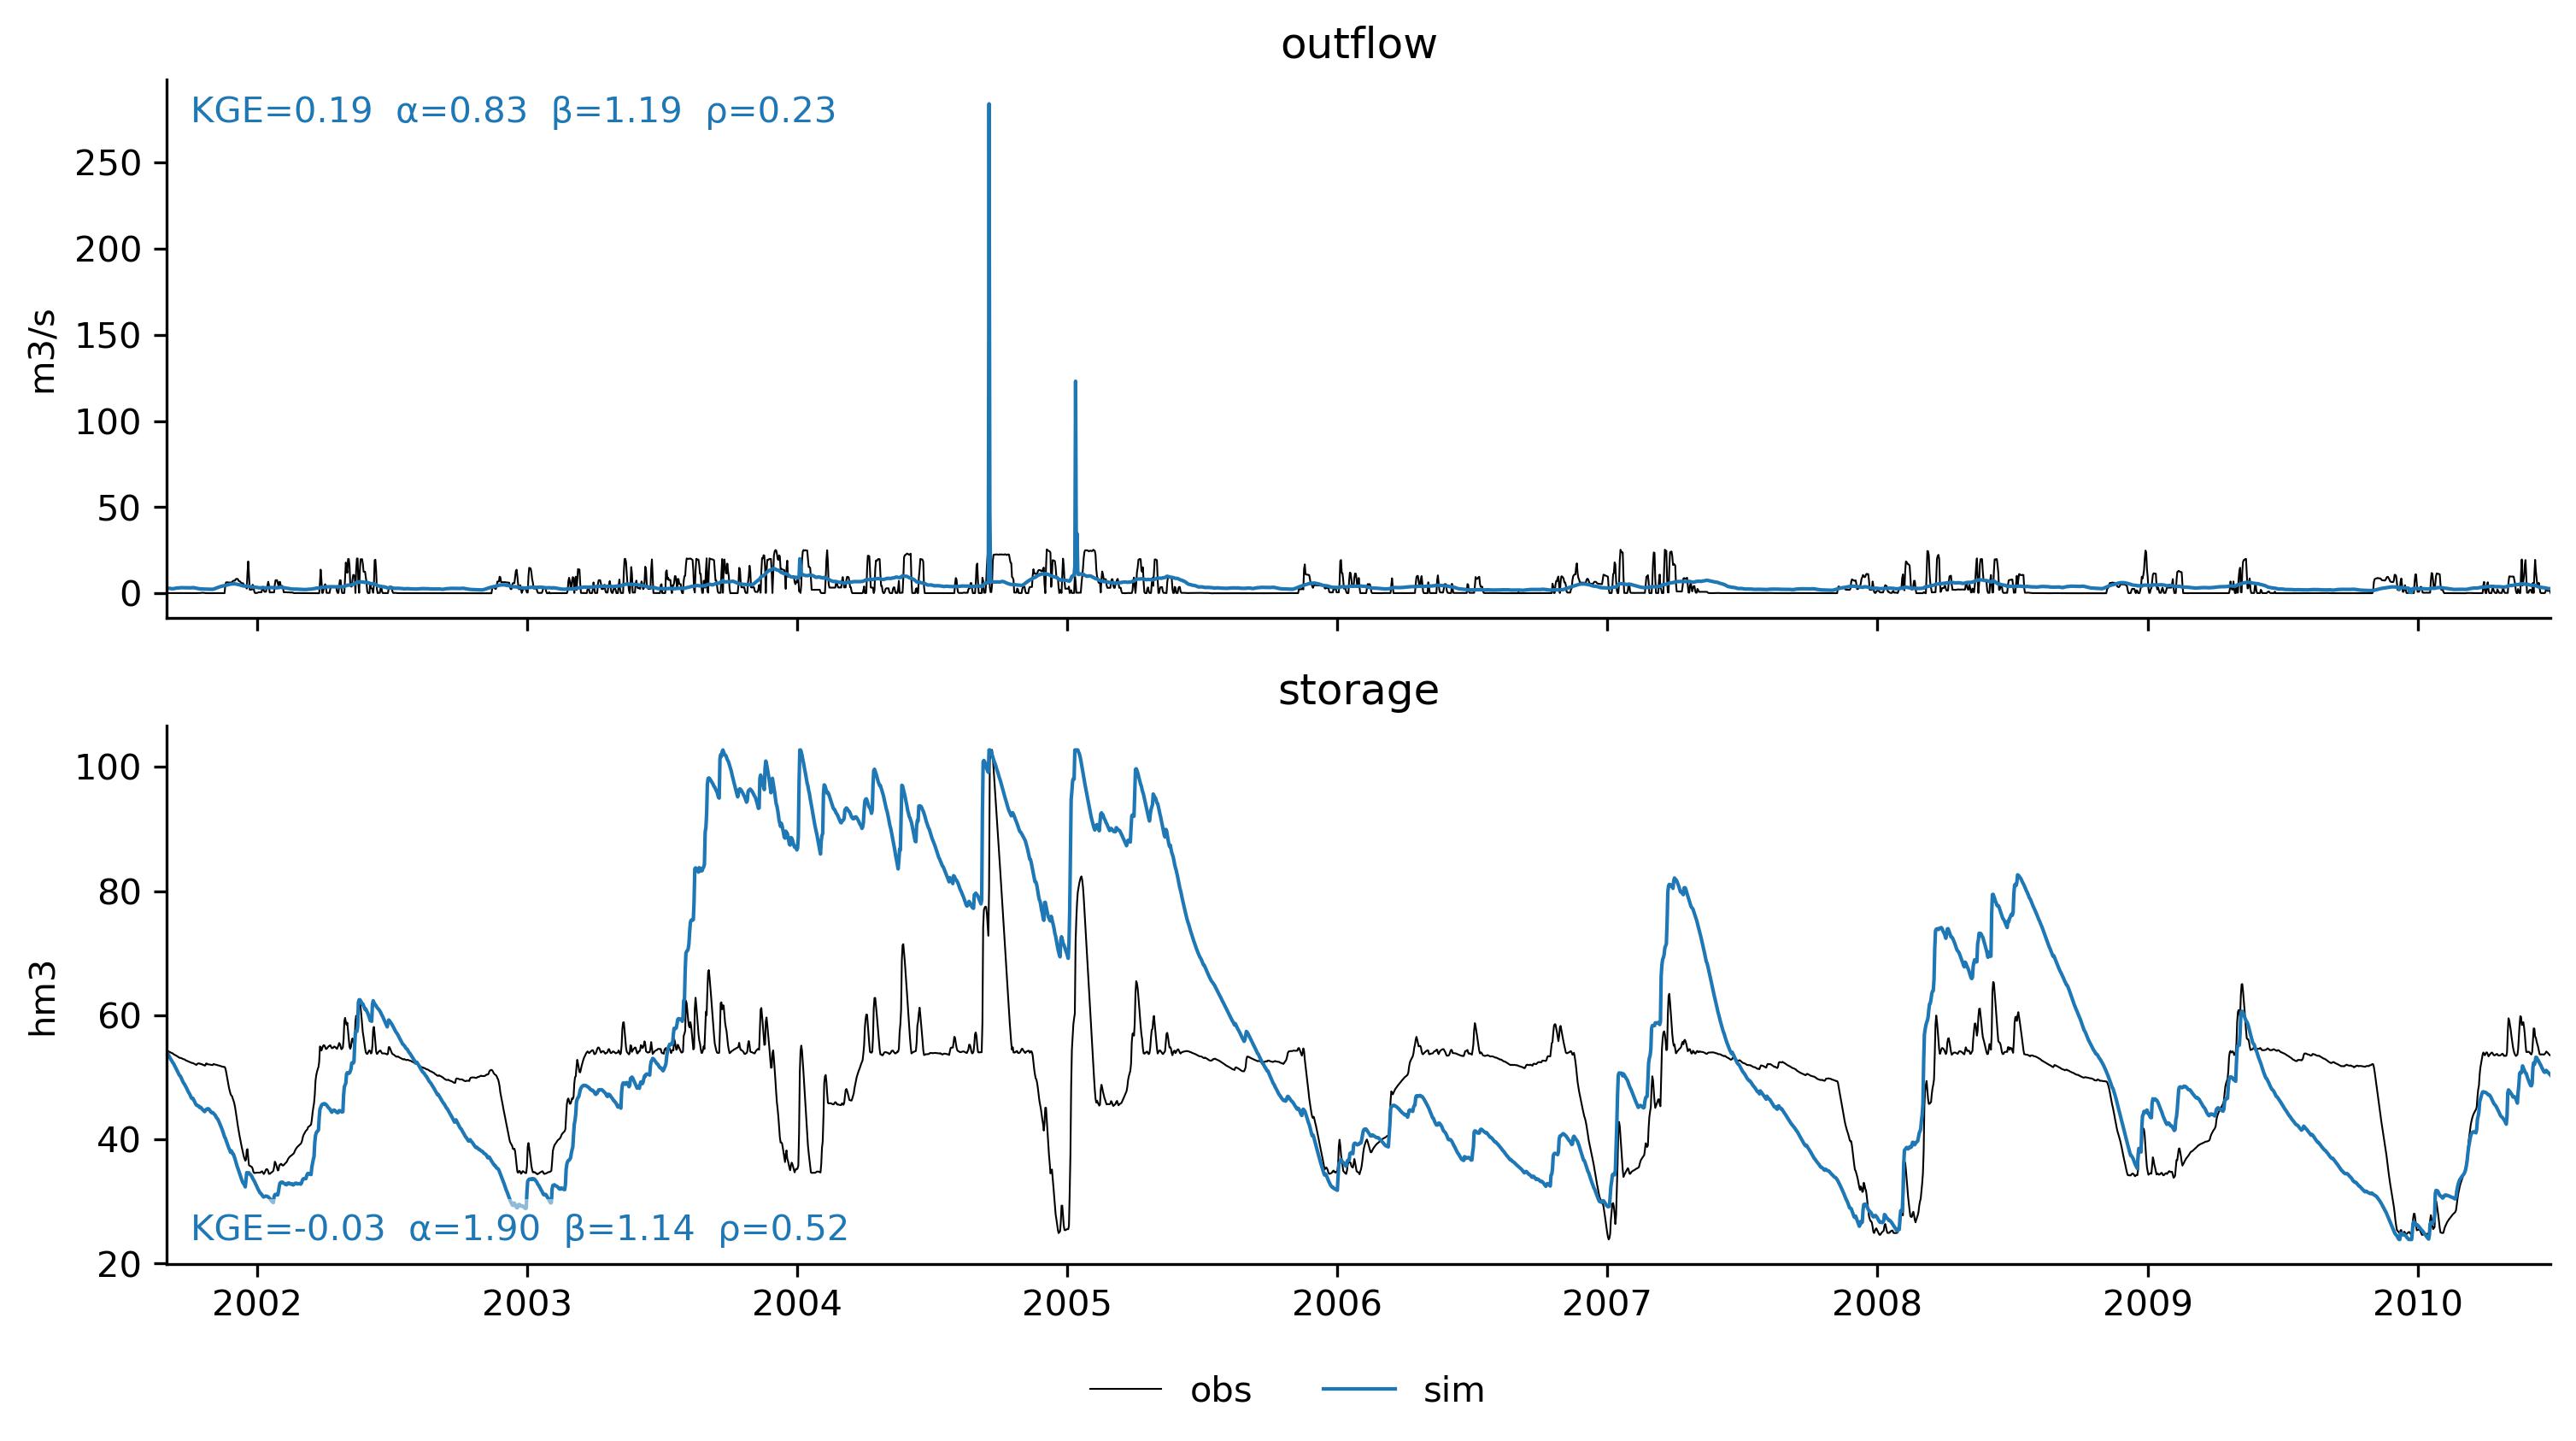 outflow
KGE=0.19 α=0.83 β=1.19 ρ=0.23
250
200
150
100
50
0
m3/s
storage
100
80
60
40
20
hm3
KGE=-0.03 α=1.90 β=1.14 ρ=0.52
2002 2003 2004 2005 2006 2007 2008 2009 2010
obs sim